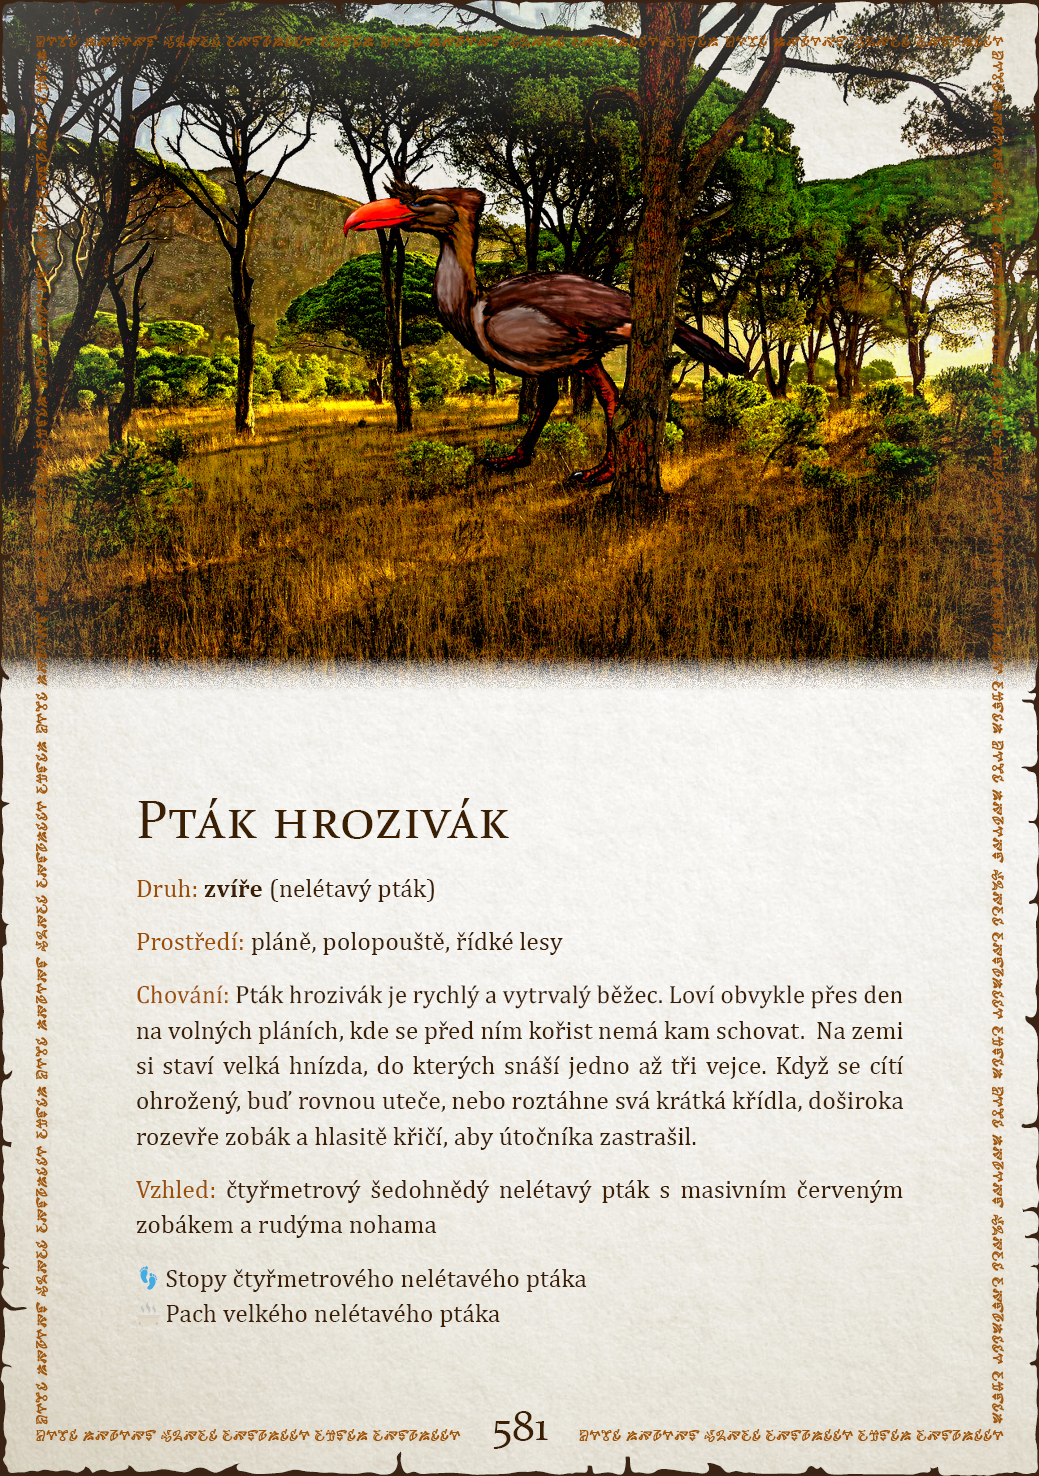 Pták hrozivák
Druh: zvíře (nelétavý pták)
Prostředí: pláně, polopouště, řídké lesy
Chování: Pták hrozivák je rychlý a vytrvalý běžec. Loví obvykle přes den
na volných pláních, kde se před ním kořist nemá kam schovat. Na zemi
si staví velká hnízda, do kterých snáší jedno až tři vejce. Když se cítí
ohrožený, buď rovnou uteče, nebo roztáhne svá krátká křídla, doširoka
rozevře zobák a hlasitě křičí, aby útočníka zastrašil.
Vzhled: čtyřmetrový šedohnědý nelétavý pták s masivním červeným
zobákem a rudýma nohama
Stopy čtyřmetrového nelétavého ptáka
Pach velkého nelétavého ptáka
581